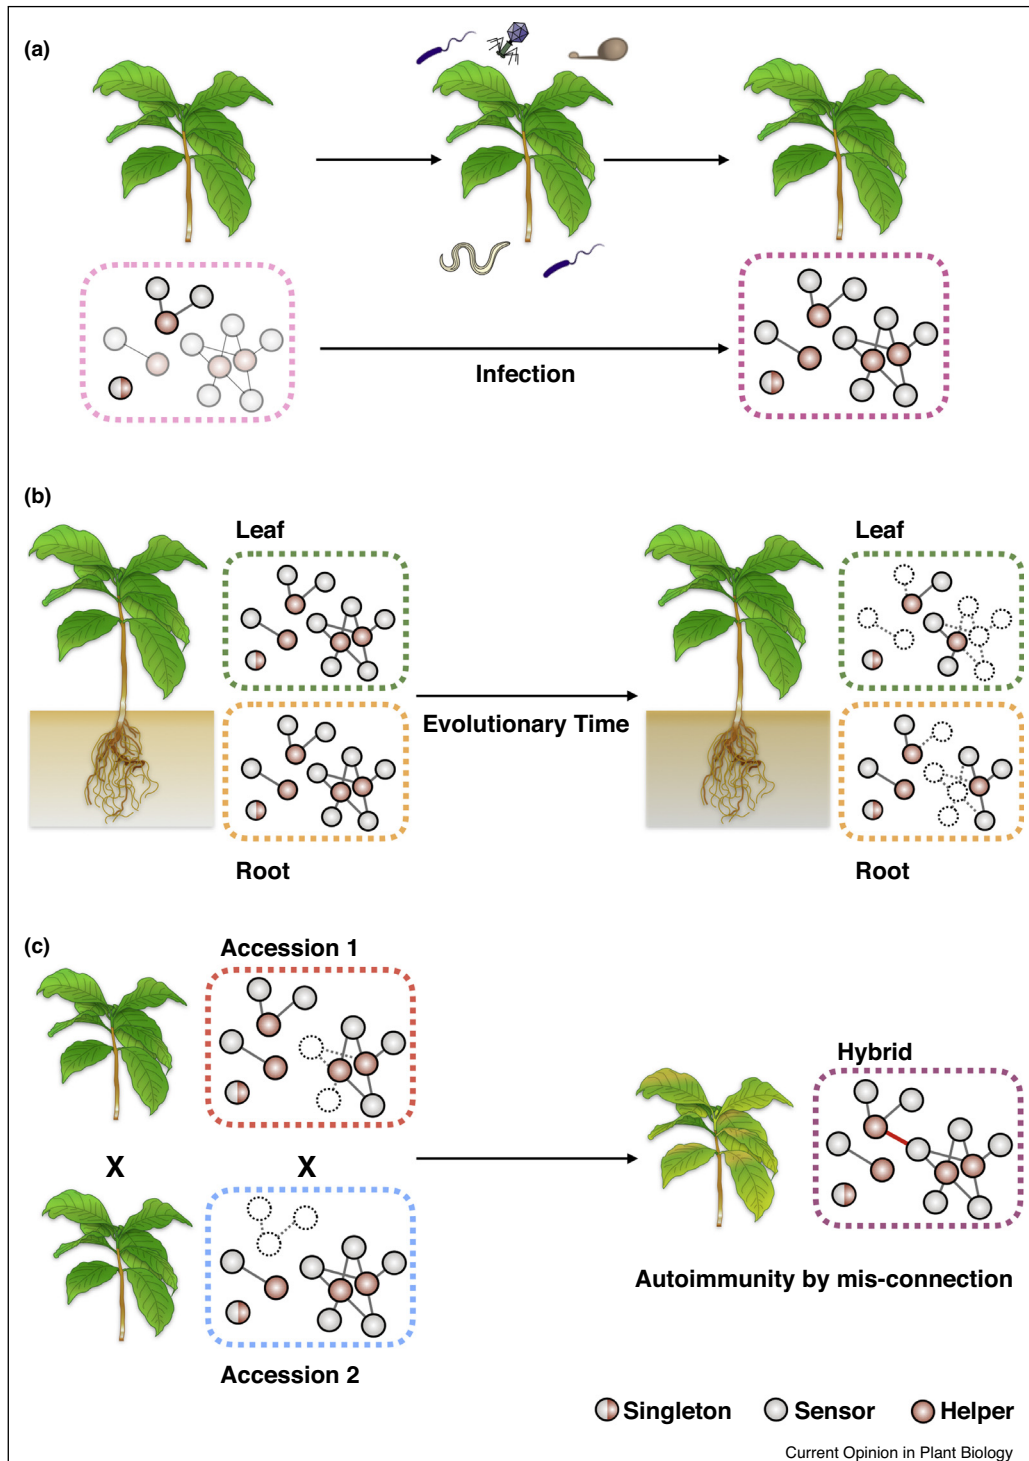 (a)
Infection
(b)
Leaf
Leaf
Evolutionary Time
Root
Root
(c)
Accession 1
Hybrid
X
X
Autoimmunity by mis-connection
Accession 2
Singleton Sensor Helper
Current Opinion in Plant Biology